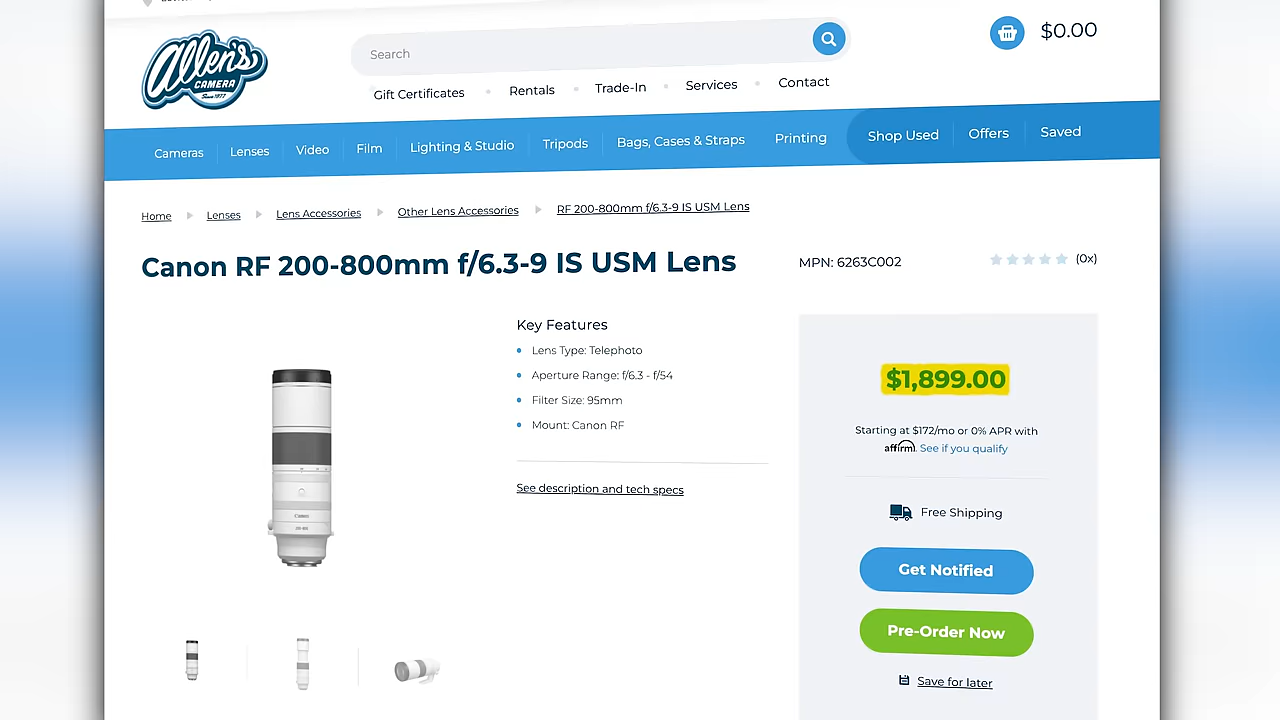 Allen's
CAMERA
Since 1972
Search
$0.00
Gift Certificates
Rentals
Trade-In
Services
Contact
Cameras
Lenses
Video
Film
Lighting & Studio
Tripods
Bags, Cases & Straps
Printing
Shop Used
Offers
Saved
Home
Lenses
Lens Accessories
Other Lens Accessories
RF 200-800mm f/6.3-9 IS USM Lens
Canon RF 200-800mm f/6.3-9 IS USM Lens
MPN: 6263C002
(0x)
Key Features
Lens Type: Telephoto
Aperture Range: f/6.3 - f/54
Filter Size: 95mm
Mount: Canon RF
See description and tech specs
$1,899.00
Starting at $172/mo or 0% APR with
affirm. See if you qualify
Free Shipping
Get Notified
Pre-Order Now
Save for later
Canon